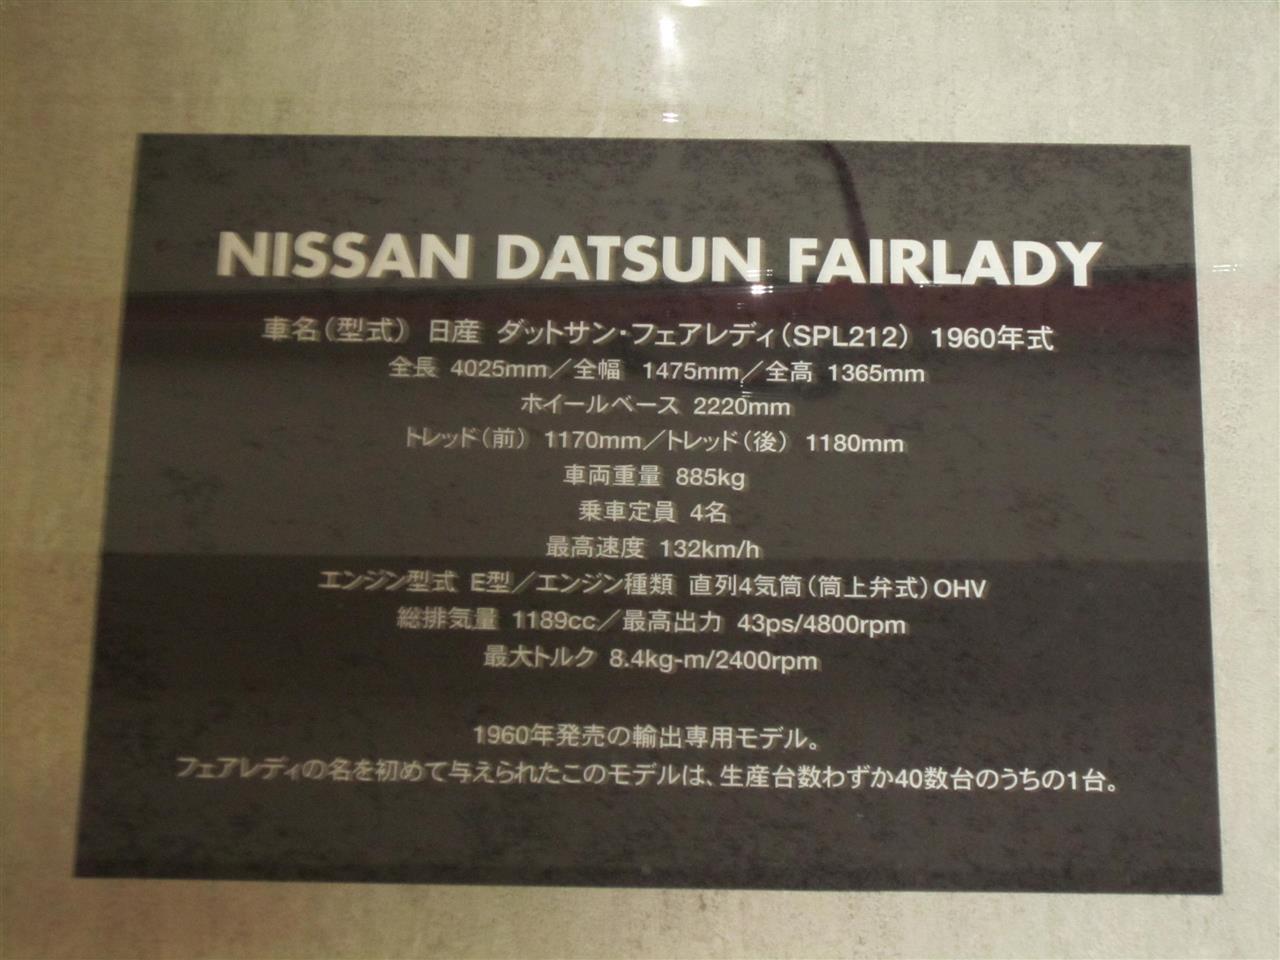 NISSAN DATSUN FAIRLADY
車名（型式） 日産 ダットサン・フェアレディ（SPL212） 1960年式
全長 4025mm／全幅 1475mm／全高 1365mm
ホイールベース 2220mm
トレッド（前） 1170mm／トレッド（後） 1180mm
車両重量 885kg
乗車定員 4名
最高速度 132km/h
エンジン型式 E型／エンジン種類 直列4気筒（筒上弁式）OHV
総排気量 1189cc／最高出力 43ps/4800rpm
最大トルク 8.4kg-m/2400rpm
1960年発売の輸出専用モデル。
フェアレディの名を初めて与えられたこのモデルは、生産台数わずか40数台のうちの1台。